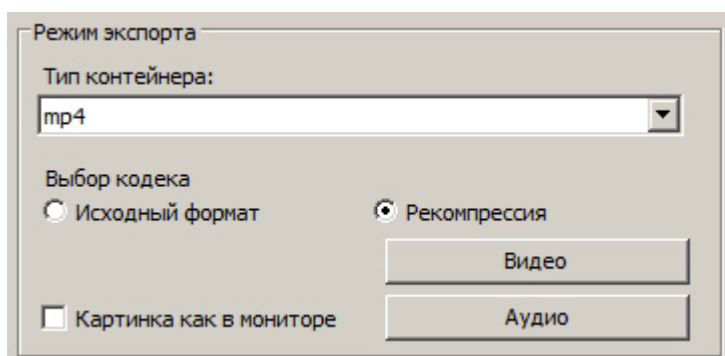 Режим экспорта
Тип контейнера:
mp4
Выбор кодека
Исходный формат
Рекомпрессия
Видео
Картинка как в мониторе
Аудио